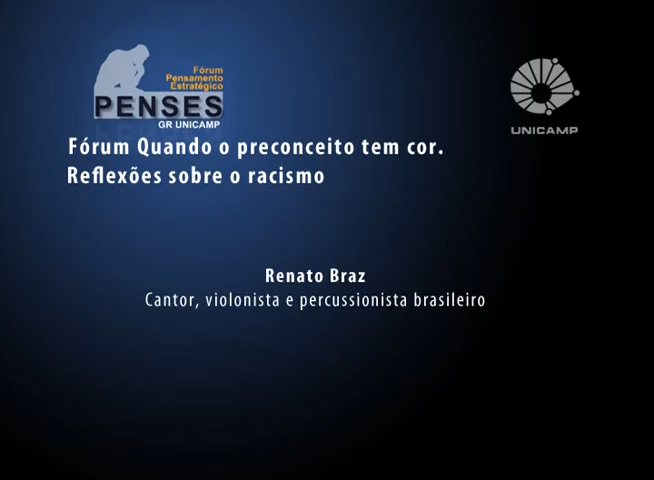 Fórum
Pensamento
Estratégico
PENSES
GR UNICAMP
UNICAMP
Fórum Quando o preconceito tem cor.
Reflexões sobre o racismo
Renato Braz
Cantor, violonista e percussionista brasileiro